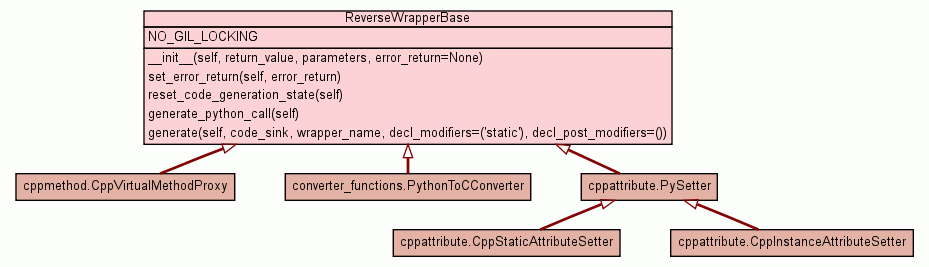 ReverseWrapperBase
NO_GIL_LOCKING
__init__(self, return_value, parameters, error_return=None)
set_error_return(self, error_return)
reset_code_generation_state(self)
generate_python_call(self)
generate(self, code_sink, wrapper_name, decl_modifiers=('static'), decl_post_modifiers=())
cppmethod.CppVirtualMethodProxy
converter_functions.PythonToCConverter
cppattribute.PySetter
cppattribute.CppStaticAttributeSetter
cppattribute.CppInstanceAttributeSetter